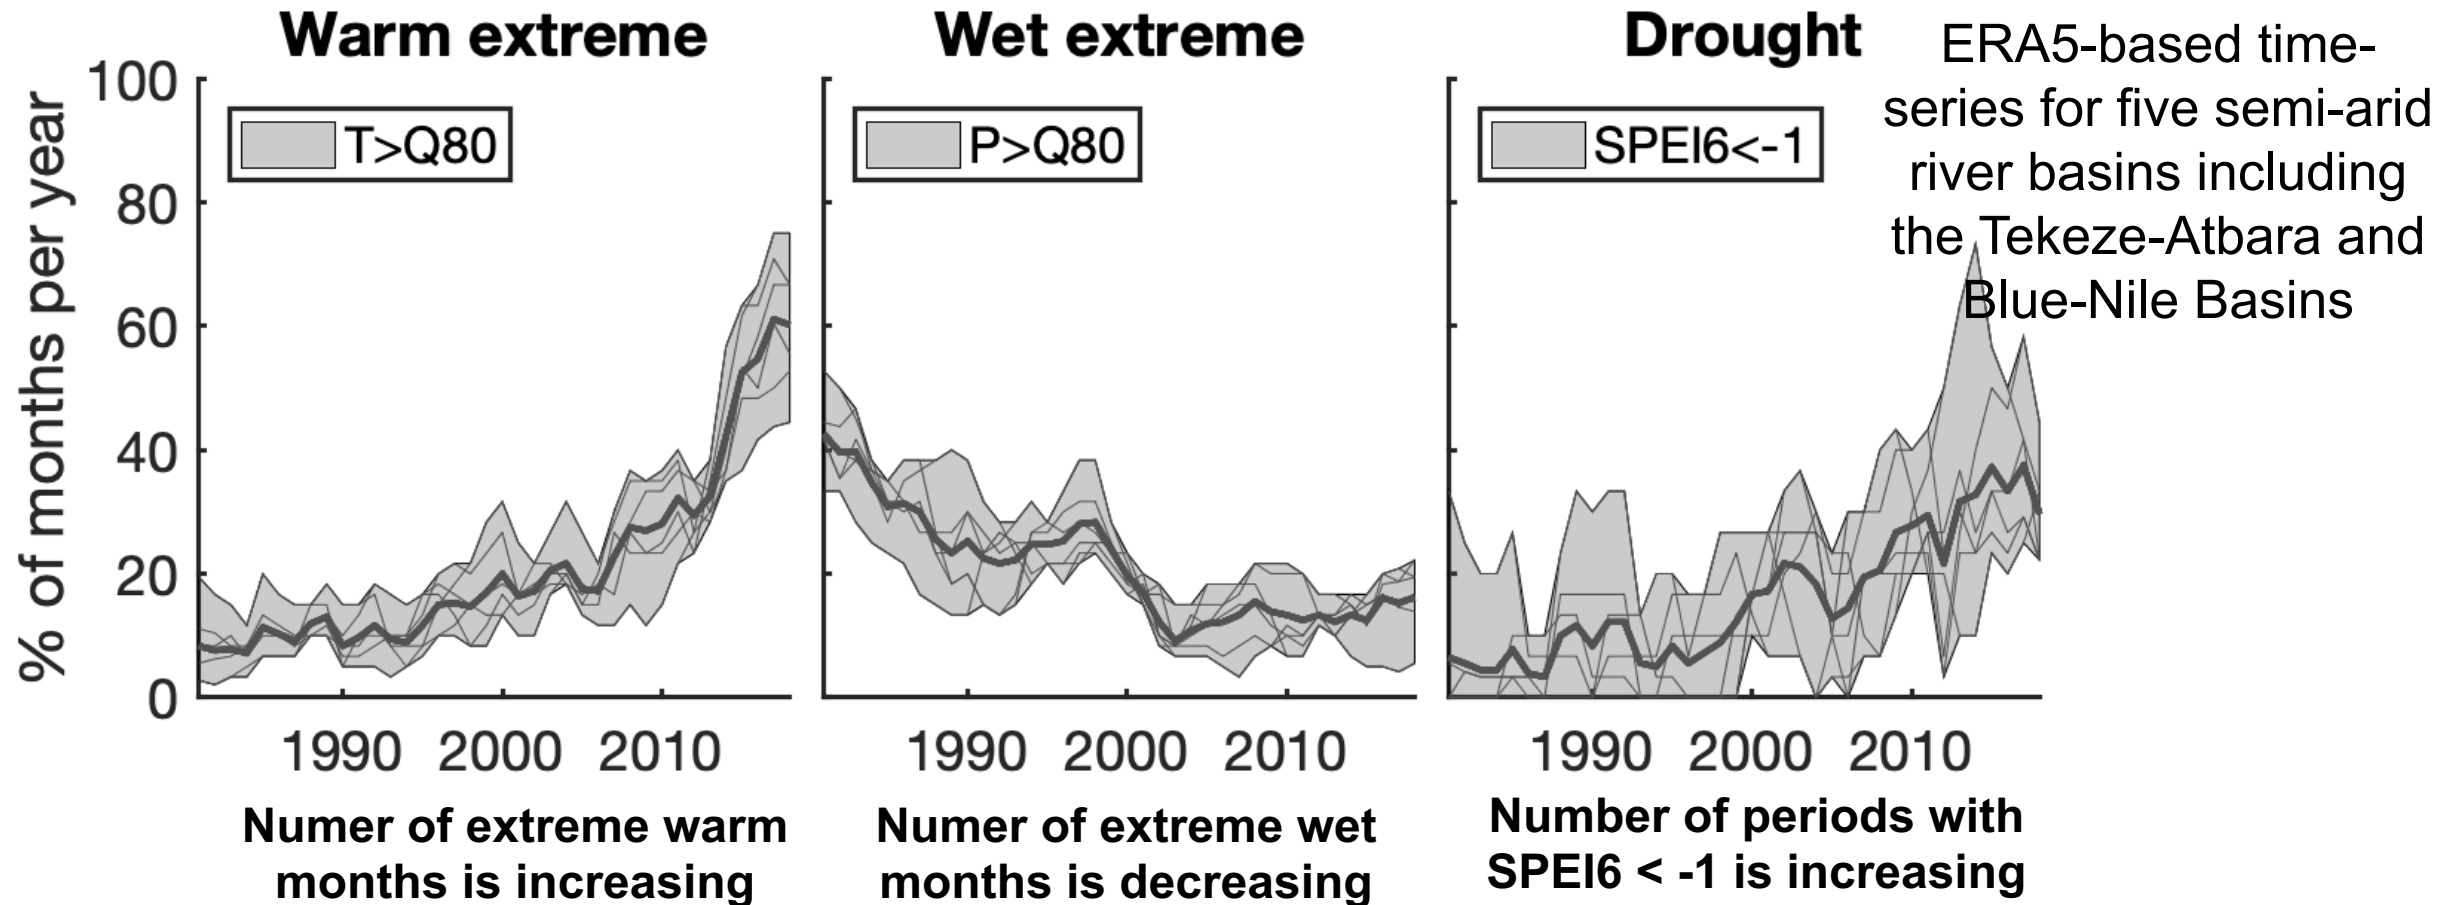 Warm extreme
Wet extreme
Drought
ERA5-based time-
series for five semi-arid
river basins including
the Tekeze-Atbara and
Blue-Nile Basins
% of months per year
100
80
60
40
20
0
T>Q80
P>Q80
SPEI6<-1
1990 2000 2010
1990 2000 2010
1990 2000 2010
Numer of extreme warm
months is increasing
Numer of extreme wet
months is decreasing
Number of periods with
SPEI6 < -1 is increasing